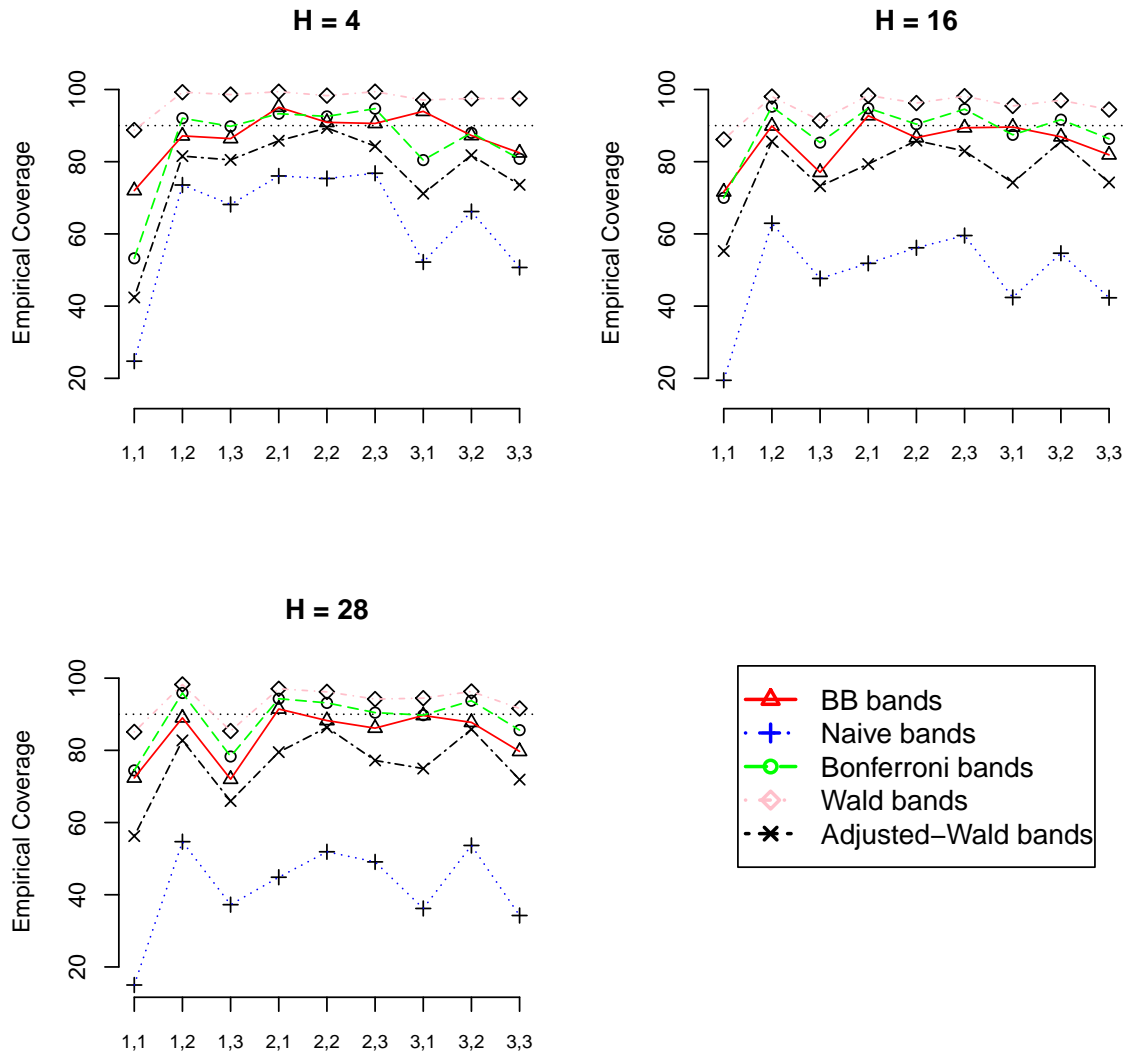 H = 4
Empirical Coverage
100
80
60
40
20
1,1 1,2 1,3 2,1 2,2 2,3 3,1 3,2 3,3
H = 16
Empirical Coverage
100
80
60
40
20
1,1 1,2 1,3 2,1 2,2 2,3 3,1 3,2 3,3
H = 28
Empirical Coverage
100
80
60
40
20
1,1 1,2 1,3 2,1 2,2 2,3 3,1 3,2 3,3
BB bands
Naive bands
Bonferroni bands
Wald bands
Adjusted−Wald bands